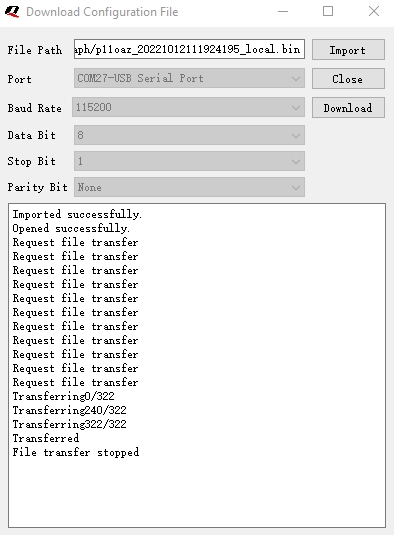 Download Configuration File
File Path aph/p11oaz_20221012111924195_local.bin Import
Port COM27-USB Serial Port Close
Baud Rate 115200 Download
Data Bit 8
Stop Bit 1
Parity Bit None
Imported successfully.
Opened successfully.
Request file transfer
Request file transfer
Request file transfer
Request file transfer
Request file transfer
Request file transfer
Request file transfer
Request file transfer
Request file transfer
Request file transfer
Request file transfer
Transferring0/322
Transferring240/322
Transferring322/322
Transferred
File transfer stopped